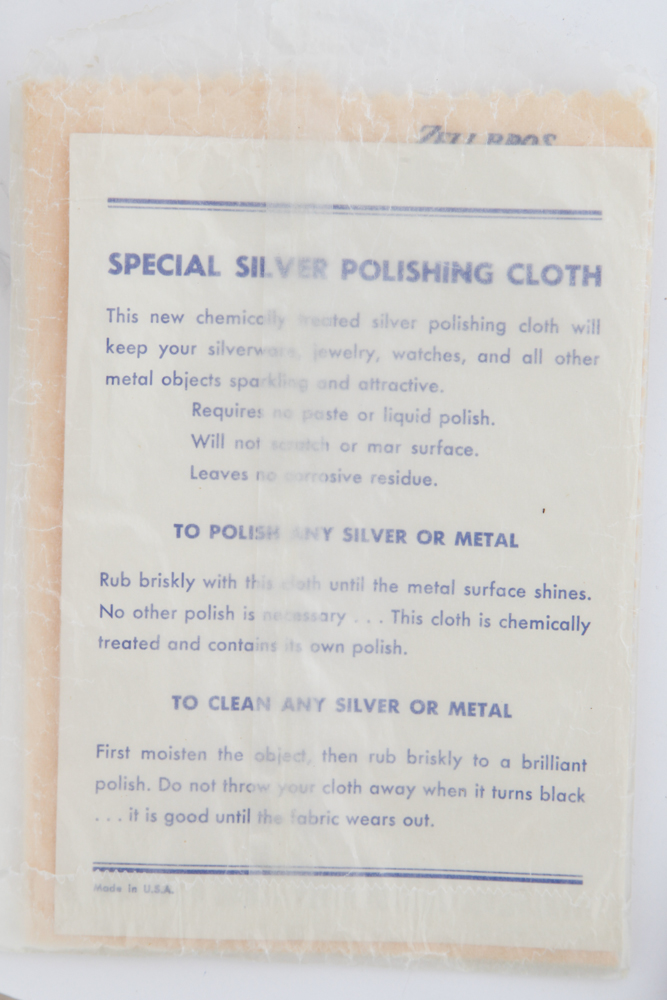 ZELL BROS
SPECIAL SILVER POLISHING CLOTH
This new chemically treated silver polishing cloth will
keep your silverware, jewelry, watches, and all other
metal objects sparkling and attractive.
Requires no paste or liquid polish.
Will not scratch or mar surface.
Leaves no corrosive residue.
TO POLISH ANY SILVER OR METAL
Rub briskly with this cloth until the metal surface shines.
No other polish is necessary . . . This cloth is chemically
treated and contains its own polish.
TO CLEAN ANY SILVER OR METAL
First moisten the object, then rub briskly to a brilliant
polish. Do not throw your cloth away when it turns black
. . . it is good until the fabric wears out.
Made in U.S.A.